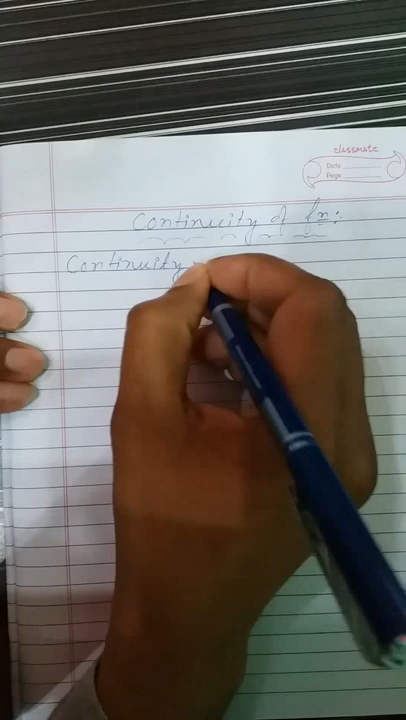 classmate
Date
Page
Continuity of fn:
Continuity